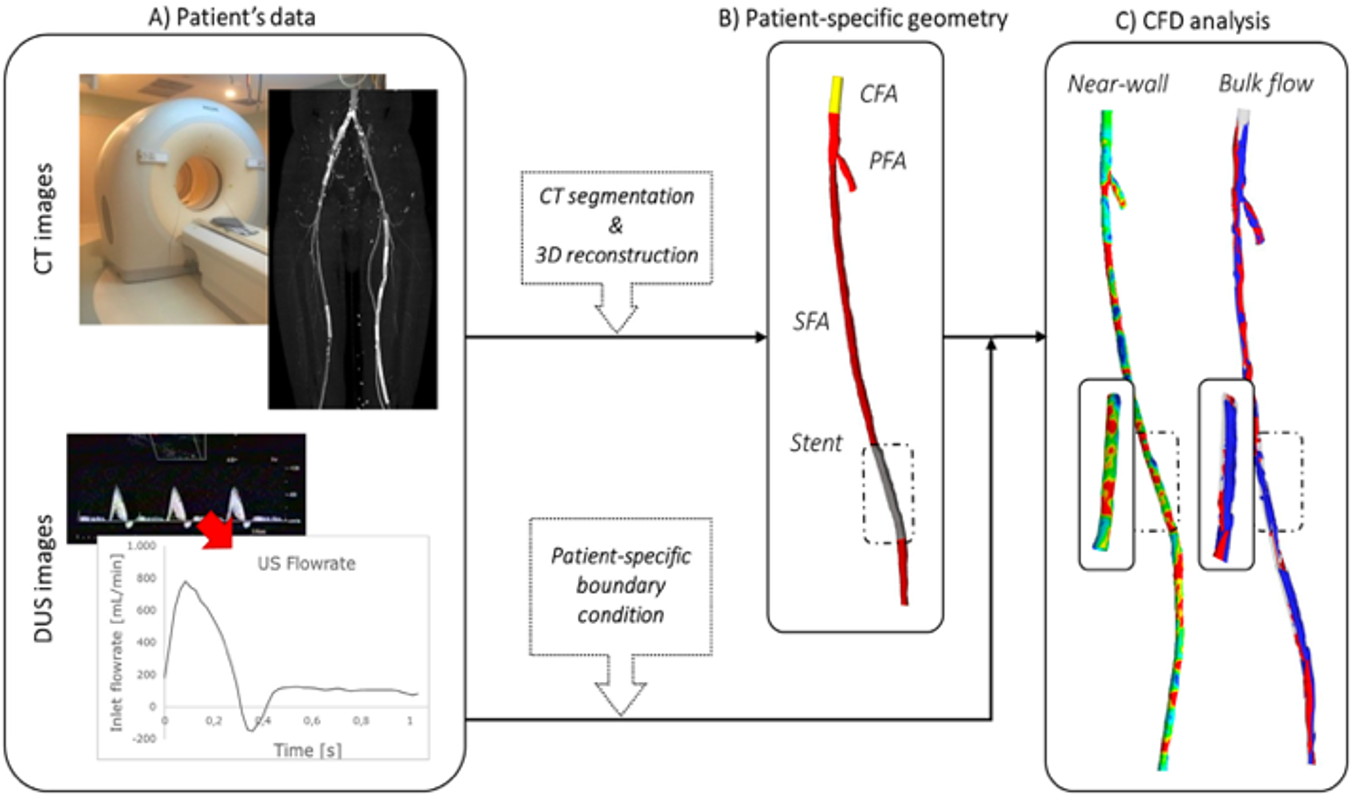 A) Patient's data
B) Patient-specific geometry
C) CFD analysis
CT images
DUS images
US Flowrate
Inlet flowrate [mL/min]
1.000
800
600
400
200
0
-200
0
0,2
0,4
0,6
0,8
1
Time [s]
CT segmentation
&
3D reconstruction
Patient-specific
boundary
condition
CFA
PFA
SFA
Stent
Near-wall
Bulk flow